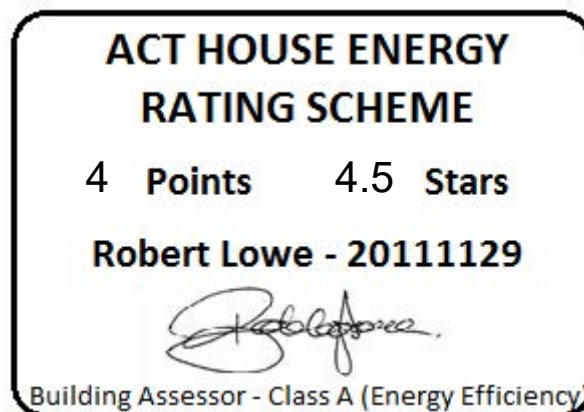 ACT HOUSE ENERGY
RATING SCHEME
4 Points 4.5 Stars
Robert Lowe - 20111129
Building Assessor - Class A (Energy Efficiency)